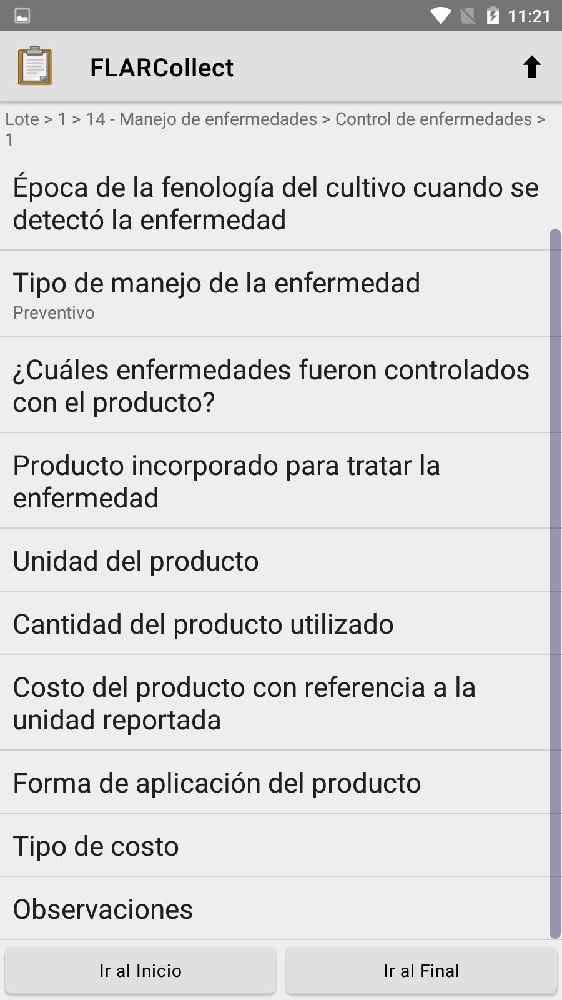 11:21
FLARCollect
Lote > 1 > 14 - Manejo de enfermedades > Control de enfermedades >
1
Época de la fenología del cultivo cuando se
detectó la enfermedad
Tipo de manejo de la enfermedad
Preventivo
¿Cuáles enfermedades fueron controlados
con el producto?
Producto incorporado para tratar la
enfermedad
Unidad del producto
Cantidad del producto utilizado
Costo del producto con referencia a la
unidad reportada
Forma de aplicación del producto
Tipo de costo
Observaciones
Ir al Inicio
Ir al Final